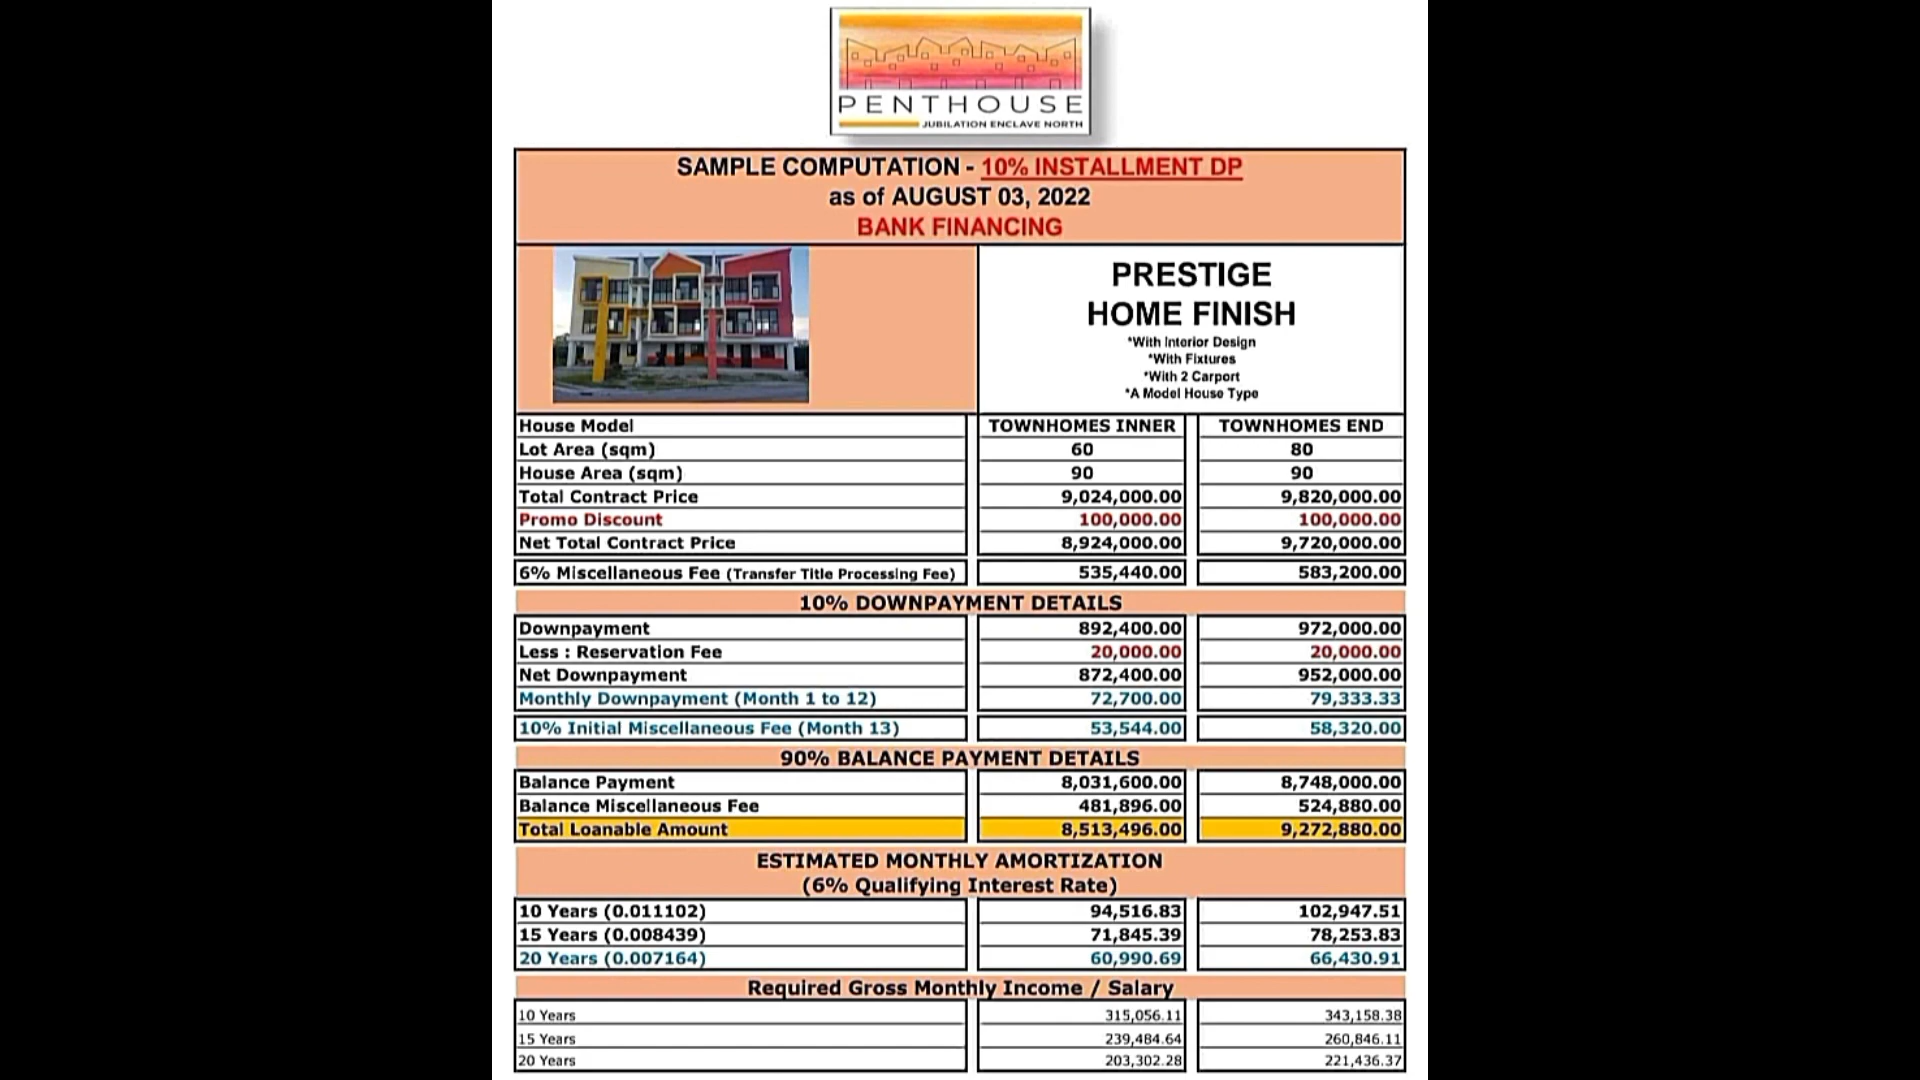 PENTHOUSE
JUBILATION ENCLAVE NORTH
SAMPLE COMPUTATION - 10% INSTALLMENT DP
as of AUGUST 03, 2022
BANK FINANCING
PRESTIGE
HOME FINISH
*With Interior Design
*With Fixtures
*With 2 Carport
*A Model House Type
House Model TOWNHOMES INNER TOWNHOMES END
Lot Area (sqm) 60 80
House Area (sqm) 90 90
Total Contract Price 9,024,000.00 9,820,000.00
Promo Discount 100,000.00 100,000.00
Net Total Contract Price 8,924,000.00 9,720,000.00
6% Miscellaneous Fee (Transfer Title Processing Fee) 535,440.00 583,200.00
10% DOWNPAYMENT DETAILS
Downpayment 892,400.00 972,000.00
Less : Reservation Fee 20,000.00 20,000.00
Net Downpayment 872,400.00 952,000.00
Monthly Downpayment (Month 1 to 12) 72,700.00 79,333.33
10% Initial Miscellaneous Fee (Month 13) 53,544.00 58,320.00
90% BALANCE PAYMENT DETAILS
Balance Payment 8,031,600.00 8,748,000.00
Balance Miscellaneous Fee 481,896.00 524,880.00
Total Loanable Amount 8,513,496.00 9,272,880.00
ESTIMATED MONTHLY AMORTIZATION
(6% Qualifying Interest Rate)
10 Years (0.011102) 94,516.83 102,947.51
15 Years (0.008439) 71,845.39 78,253.83
20 Years (0.007164) 60,990.69 66,430.91
Required Gross Monthly Income / Salary
10 Years 315,056.11 343,158.38
15 Years 239,484.64 260,846.11
20 Years 203,302.28 221,436.37